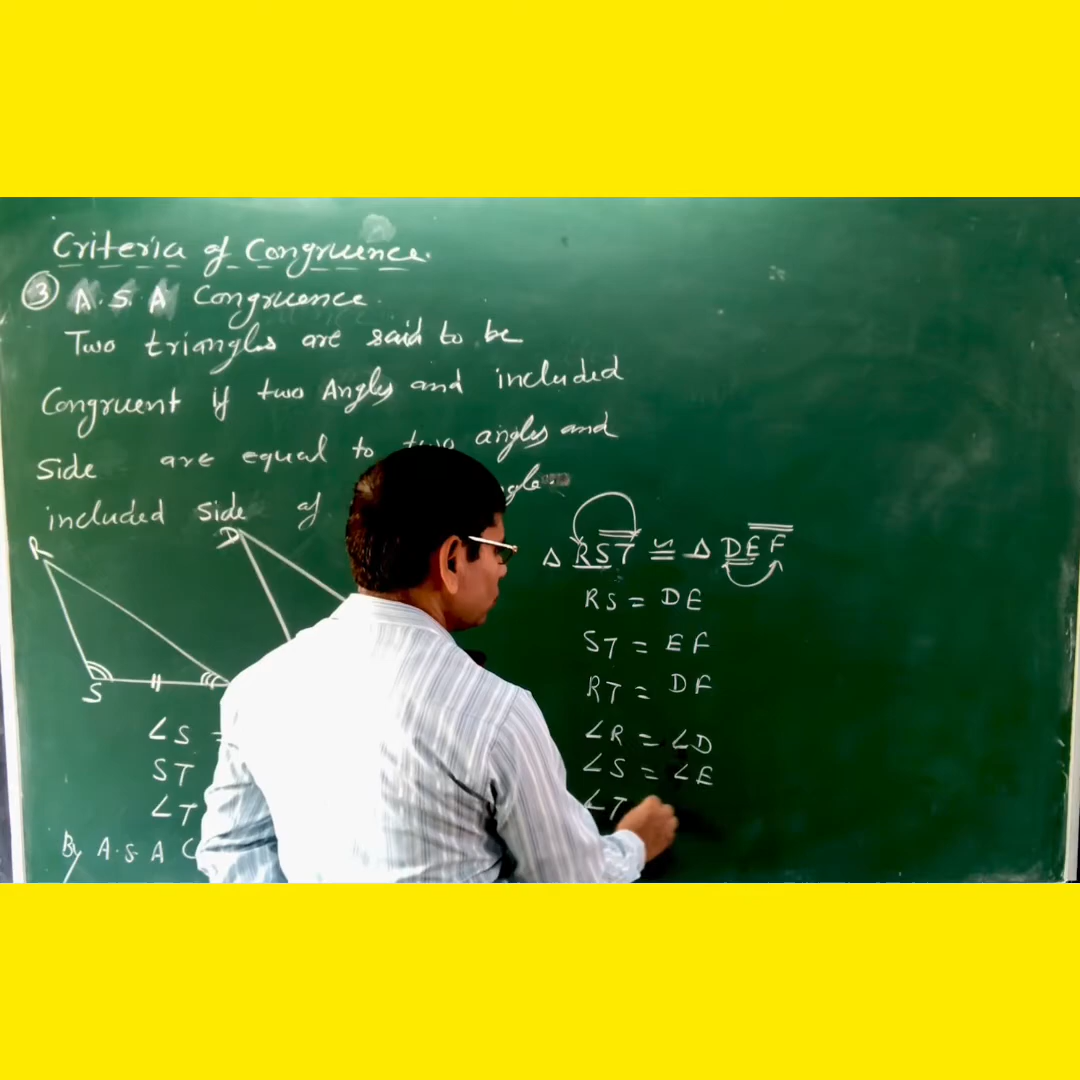 Criteria of Congruence.
③ A.S.A Congruence.
Two triangles are said to be
Congruent if two Angles and included
Side are equal to two angles and
included side of
R
D
S
∠S =
ST
∠T
By A.S.A C
△ RST ≅ △ DEF
RS = DE
ST = EF
RT = DF
∠R = ∠D
∠S = ∠E
∠T